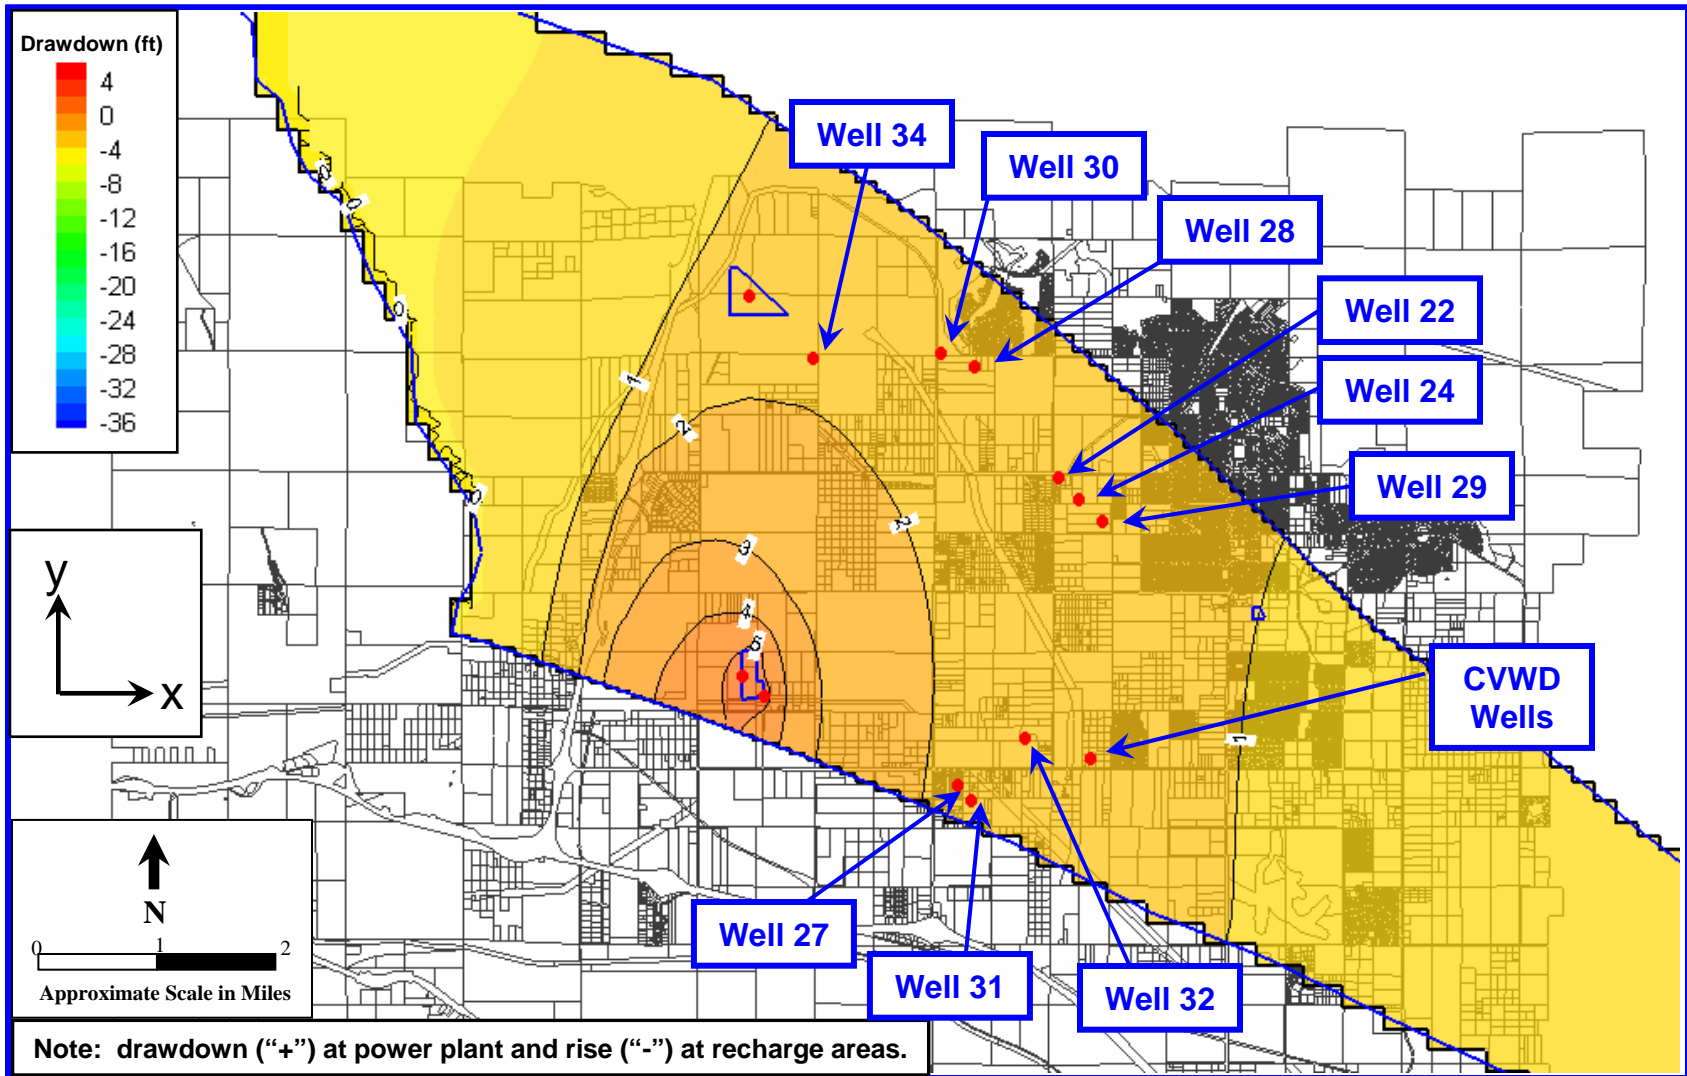 Drawdown (ft)
4
0
-4
-8
-12
-16
-20
-24
-28
-32
-36
Well 34
Well 30
Well 28
Well 22
Well 24
Well 29
CVWD
Wells
Well 27
Well 31
Well 32
0
0
0
1
2
2
3
4
5
1
y
x
N
0 1 2
Approximate Scale in Miles
Note: drawdown (“+”) at power plant and rise (“-”) at recharge areas.